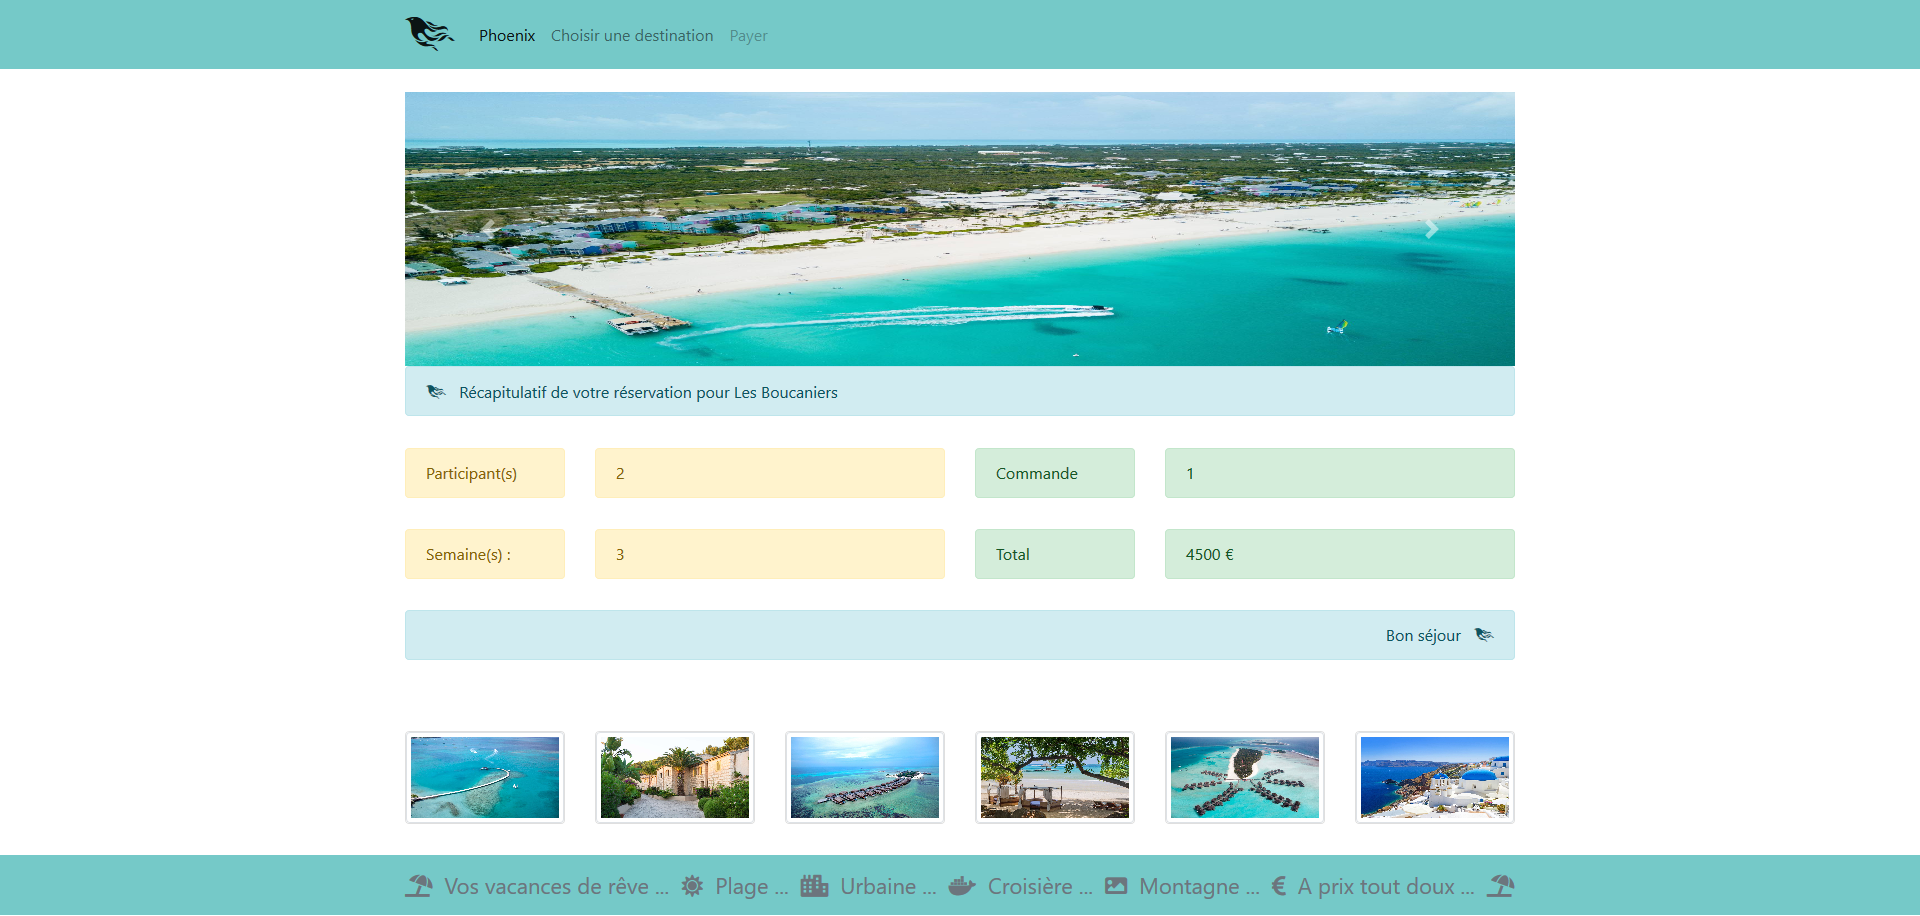 Phoenix Choisir une destination Payer
Récapitulatif de votre réservation pour Les Boucaniers
Participant(s) 2 Commande 1
Semaine(s) : 3 Total 4500 €
Bon séjour
Vos vacances de rêve ... Plage ... Urbaine ... Croisière ... Montagne ... € A prix tout doux ...